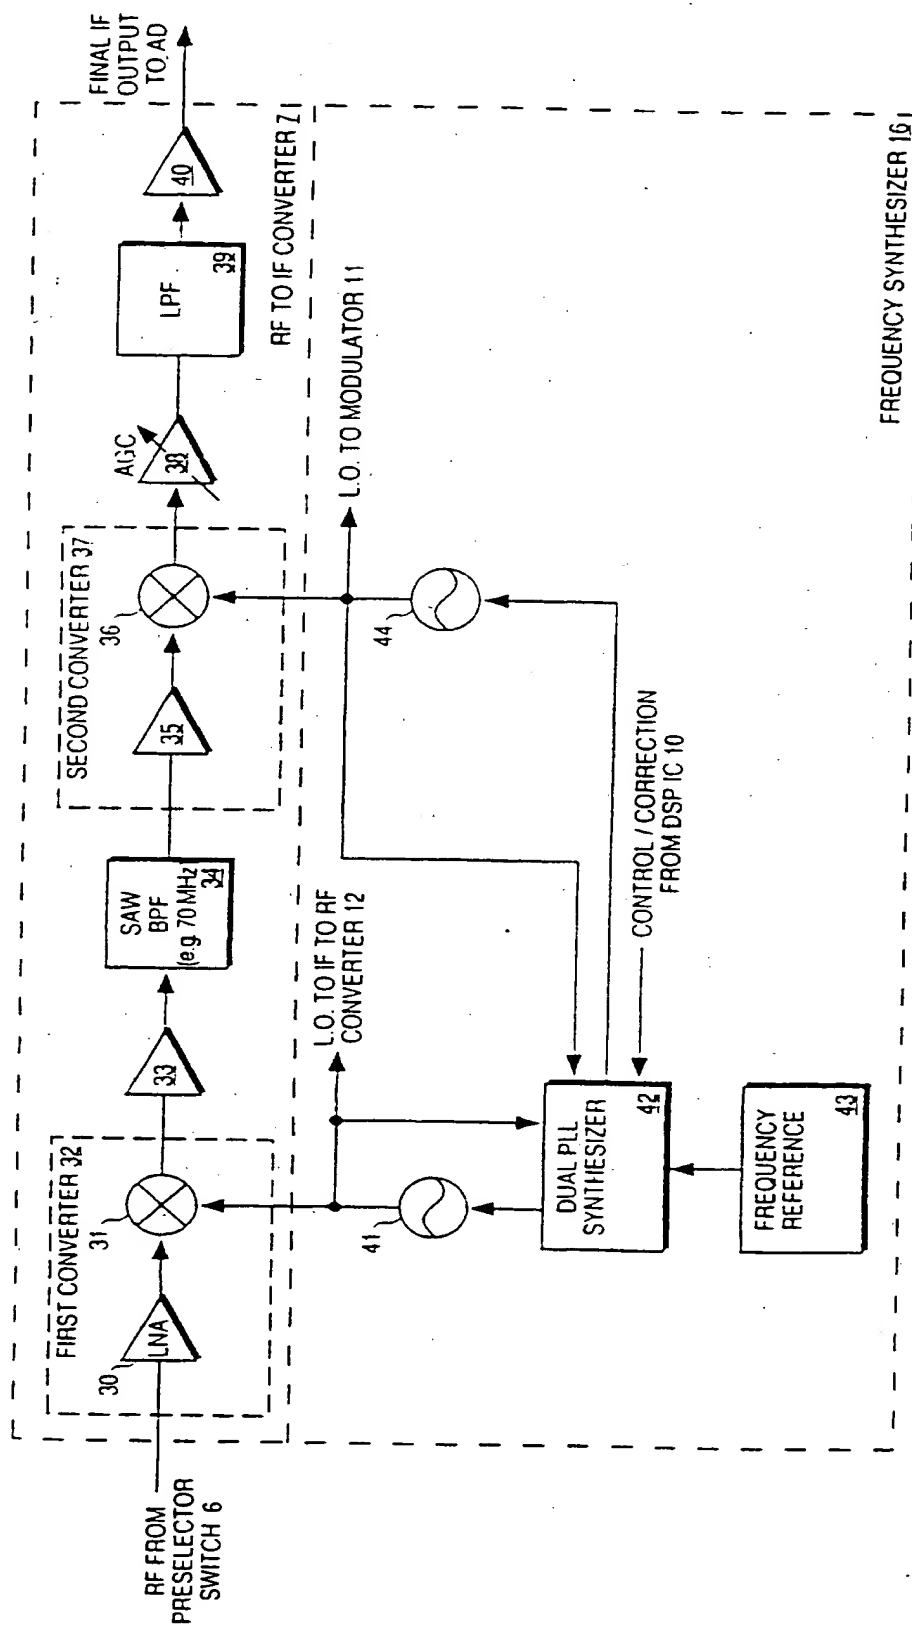 RF FROM
PRESELECTOR
SWITCH 6
FIRST CONVERTER 32
30
LNA
31
33
SAW
BPF
(e.g. 70 MHz
34
SECOND CONVERTER 37
35
36
AGC
38
LPF
39
40
FINAL IF
OUTPUT
TO AD
RF TO IF CONVERTER 7
L.O. TO IF TO RF
CONVERTER 12
L.O. TO MODULATOR 11
41
44
DUAL PLL
SYNTHESIZER
42
CONTROL / CORRECTION
FROM DSP IC 10
FREQUENCY
REFERENCE
43
FREQUENCY SYNTHESIZER 16